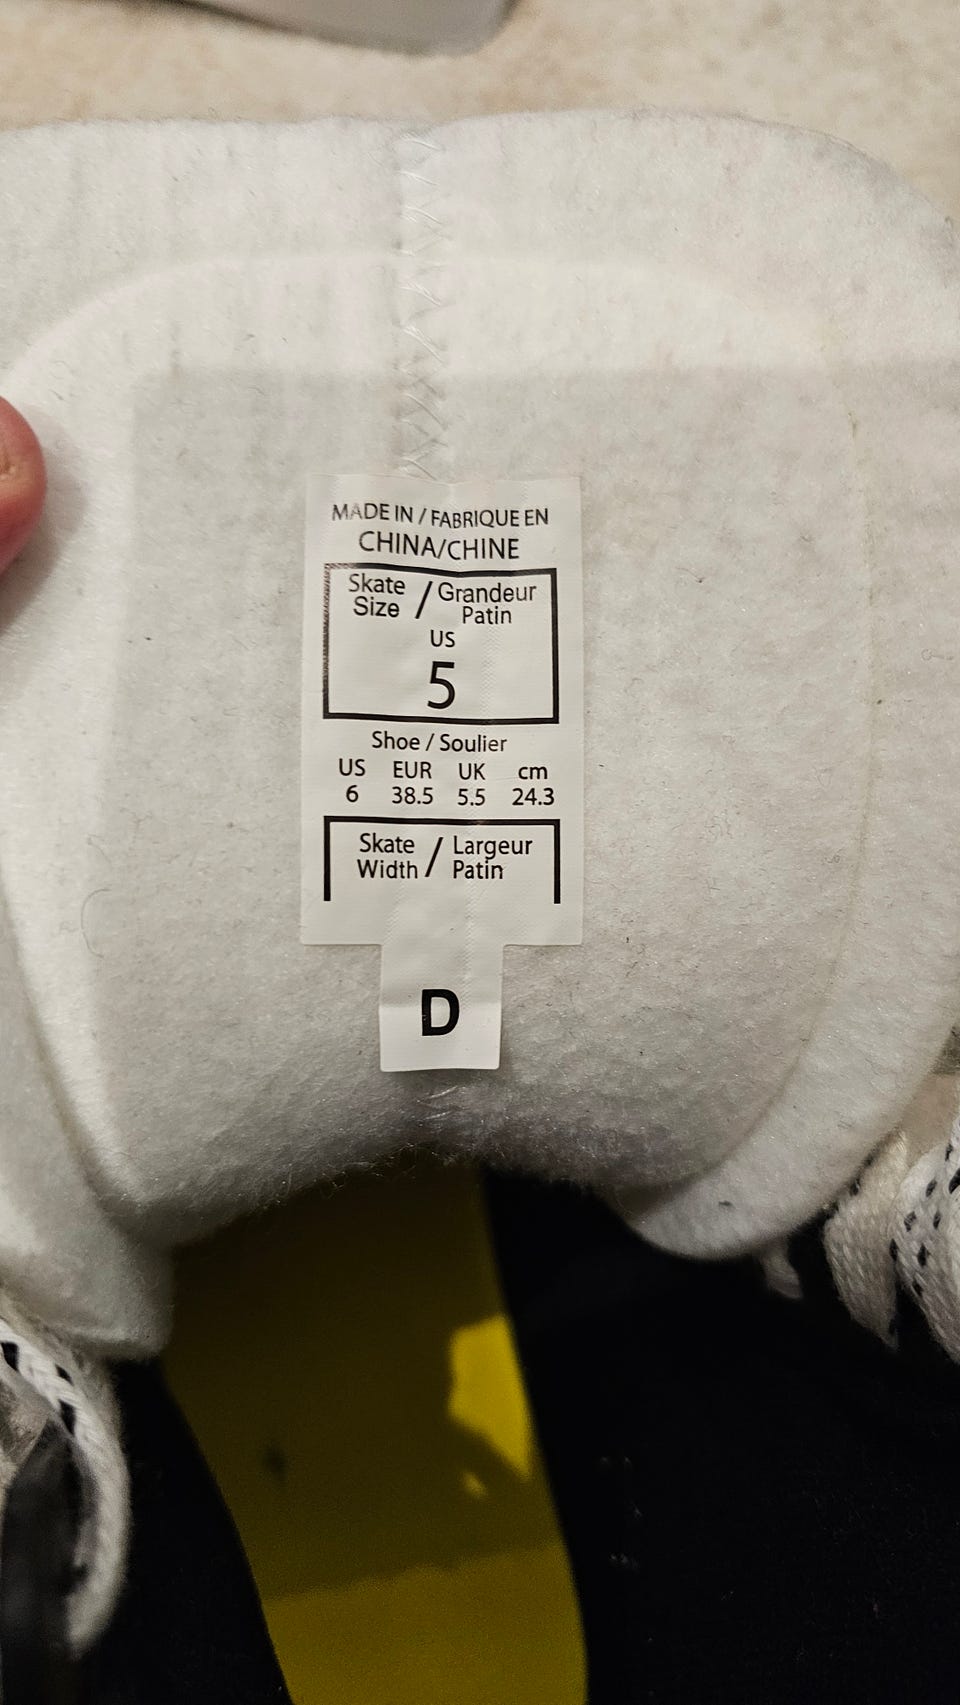 MADE IN / FABRIQUE EN
CHINA/CHINE
Skate Size / Grandeur Patin
US
5
Shoe / Soulier
US EUR UK cm
6 38.5 5.5 24.3
Skate Width / Largeur Patin
D